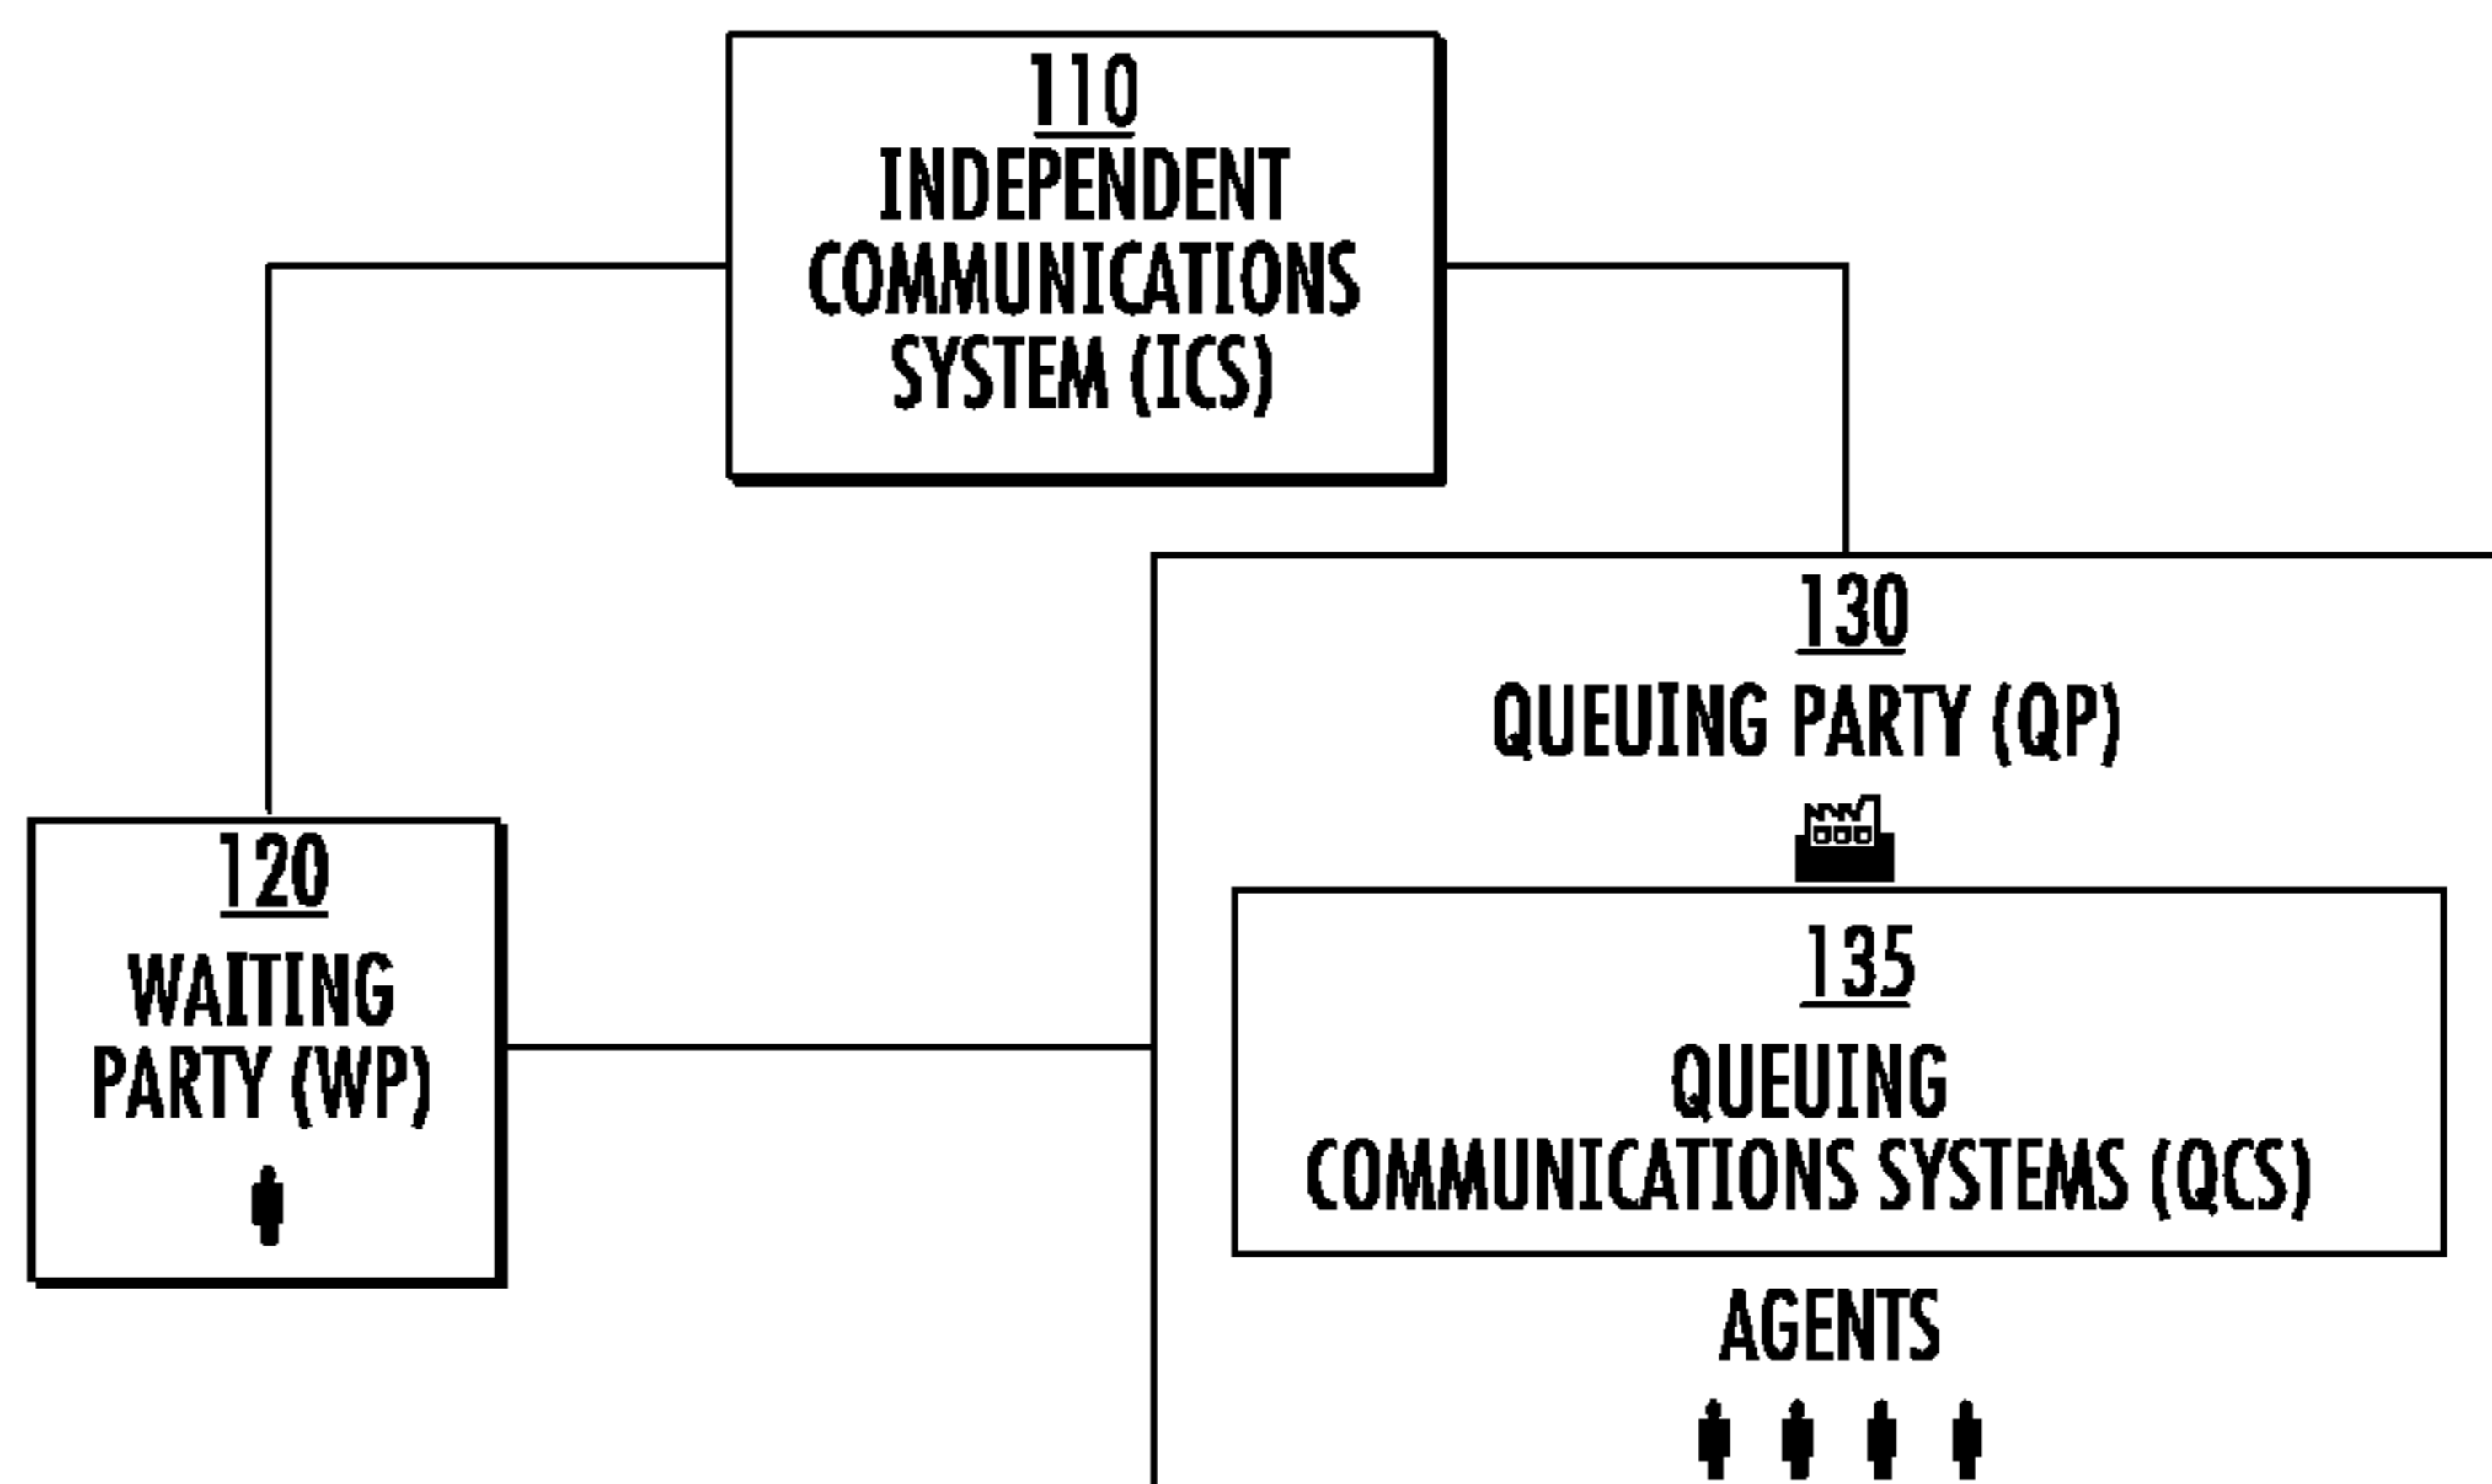 110
INDEPENDENT
COMMUNICATIONS
SYSTEM (ICS)
130
QUEUING PARTY (QP)
120
WAITING
PARTY (WP)
135
QUEUING
COMMUNICATIONS SYSTEMS (QCS)
AGENTS